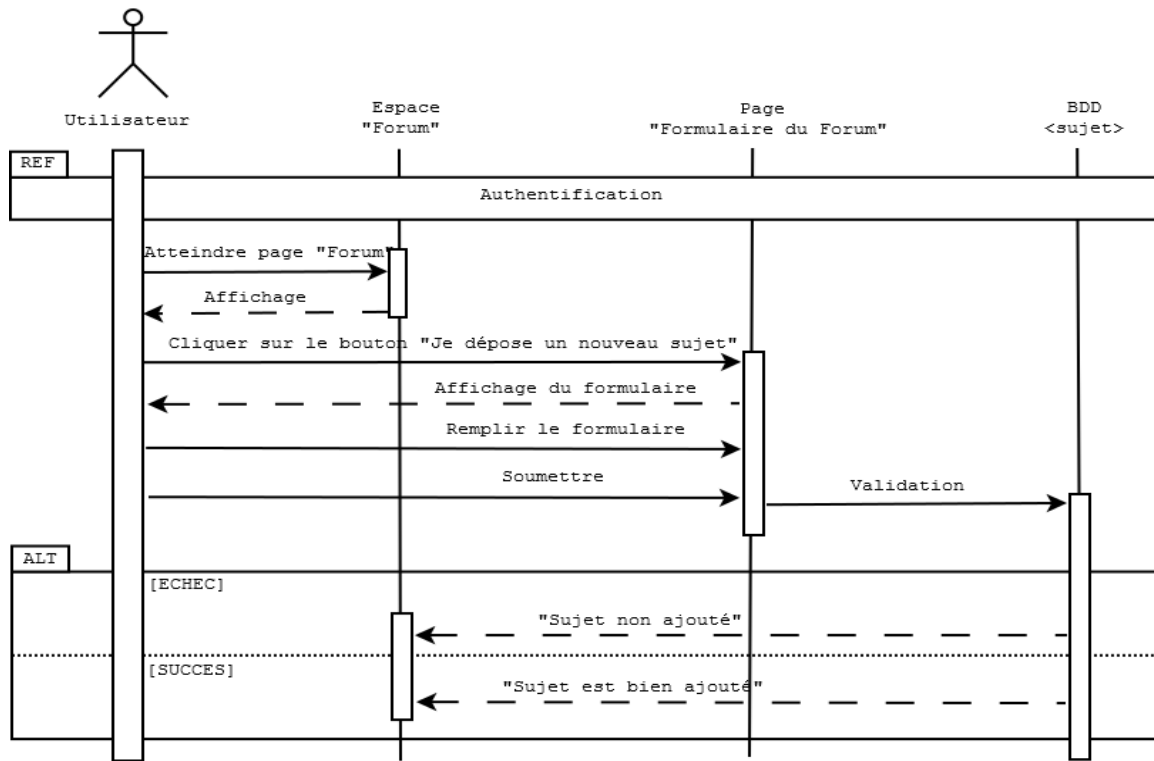 Utilisateur
Espace
"Forum"
Page
"Formulaire du Forum"
BDD
<sujet>
REF
Authentification
Atteindre page "Forum"
Affichage
Cliquer sur le bouton "Je dépose un nouveau sujet"
Affichage du formulaire
Remplir le formulaire
Soumettre
Validation
ALT
[ECHEC]
"Sujet non ajouté"
[SUCCES]
"Sujet est bien ajouté"